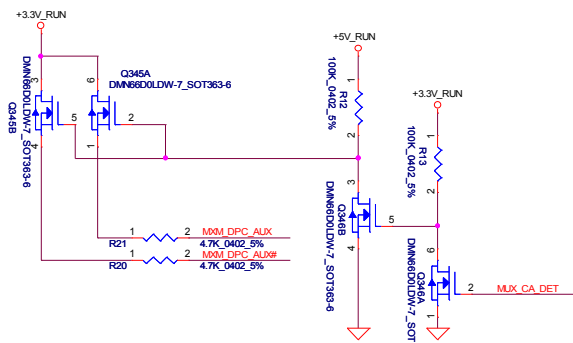 +3.3V_RUN
Q345A
DMN66D0LDW-7_SOT363-6
3
6
5
2
4
1
Q345B
DMN66D0LDW-7_SOT363-6
+5V_RUN
1
R12
100K_0402_5%
2
+3.3V_RUN
1
R13
100K_0402_5%
2
3
5
4
Q346B
DMN66D0LDW-7_SOT363-6
6
2
1
Q346A
DMN66D0LDW-7_SOT
MUX_CA_DET
1
2
MXM_DPC_AUX
R21
4.7K_0402_5%
1
2
MXM_DPC_AUX#
R20
4.7K_0402_5%